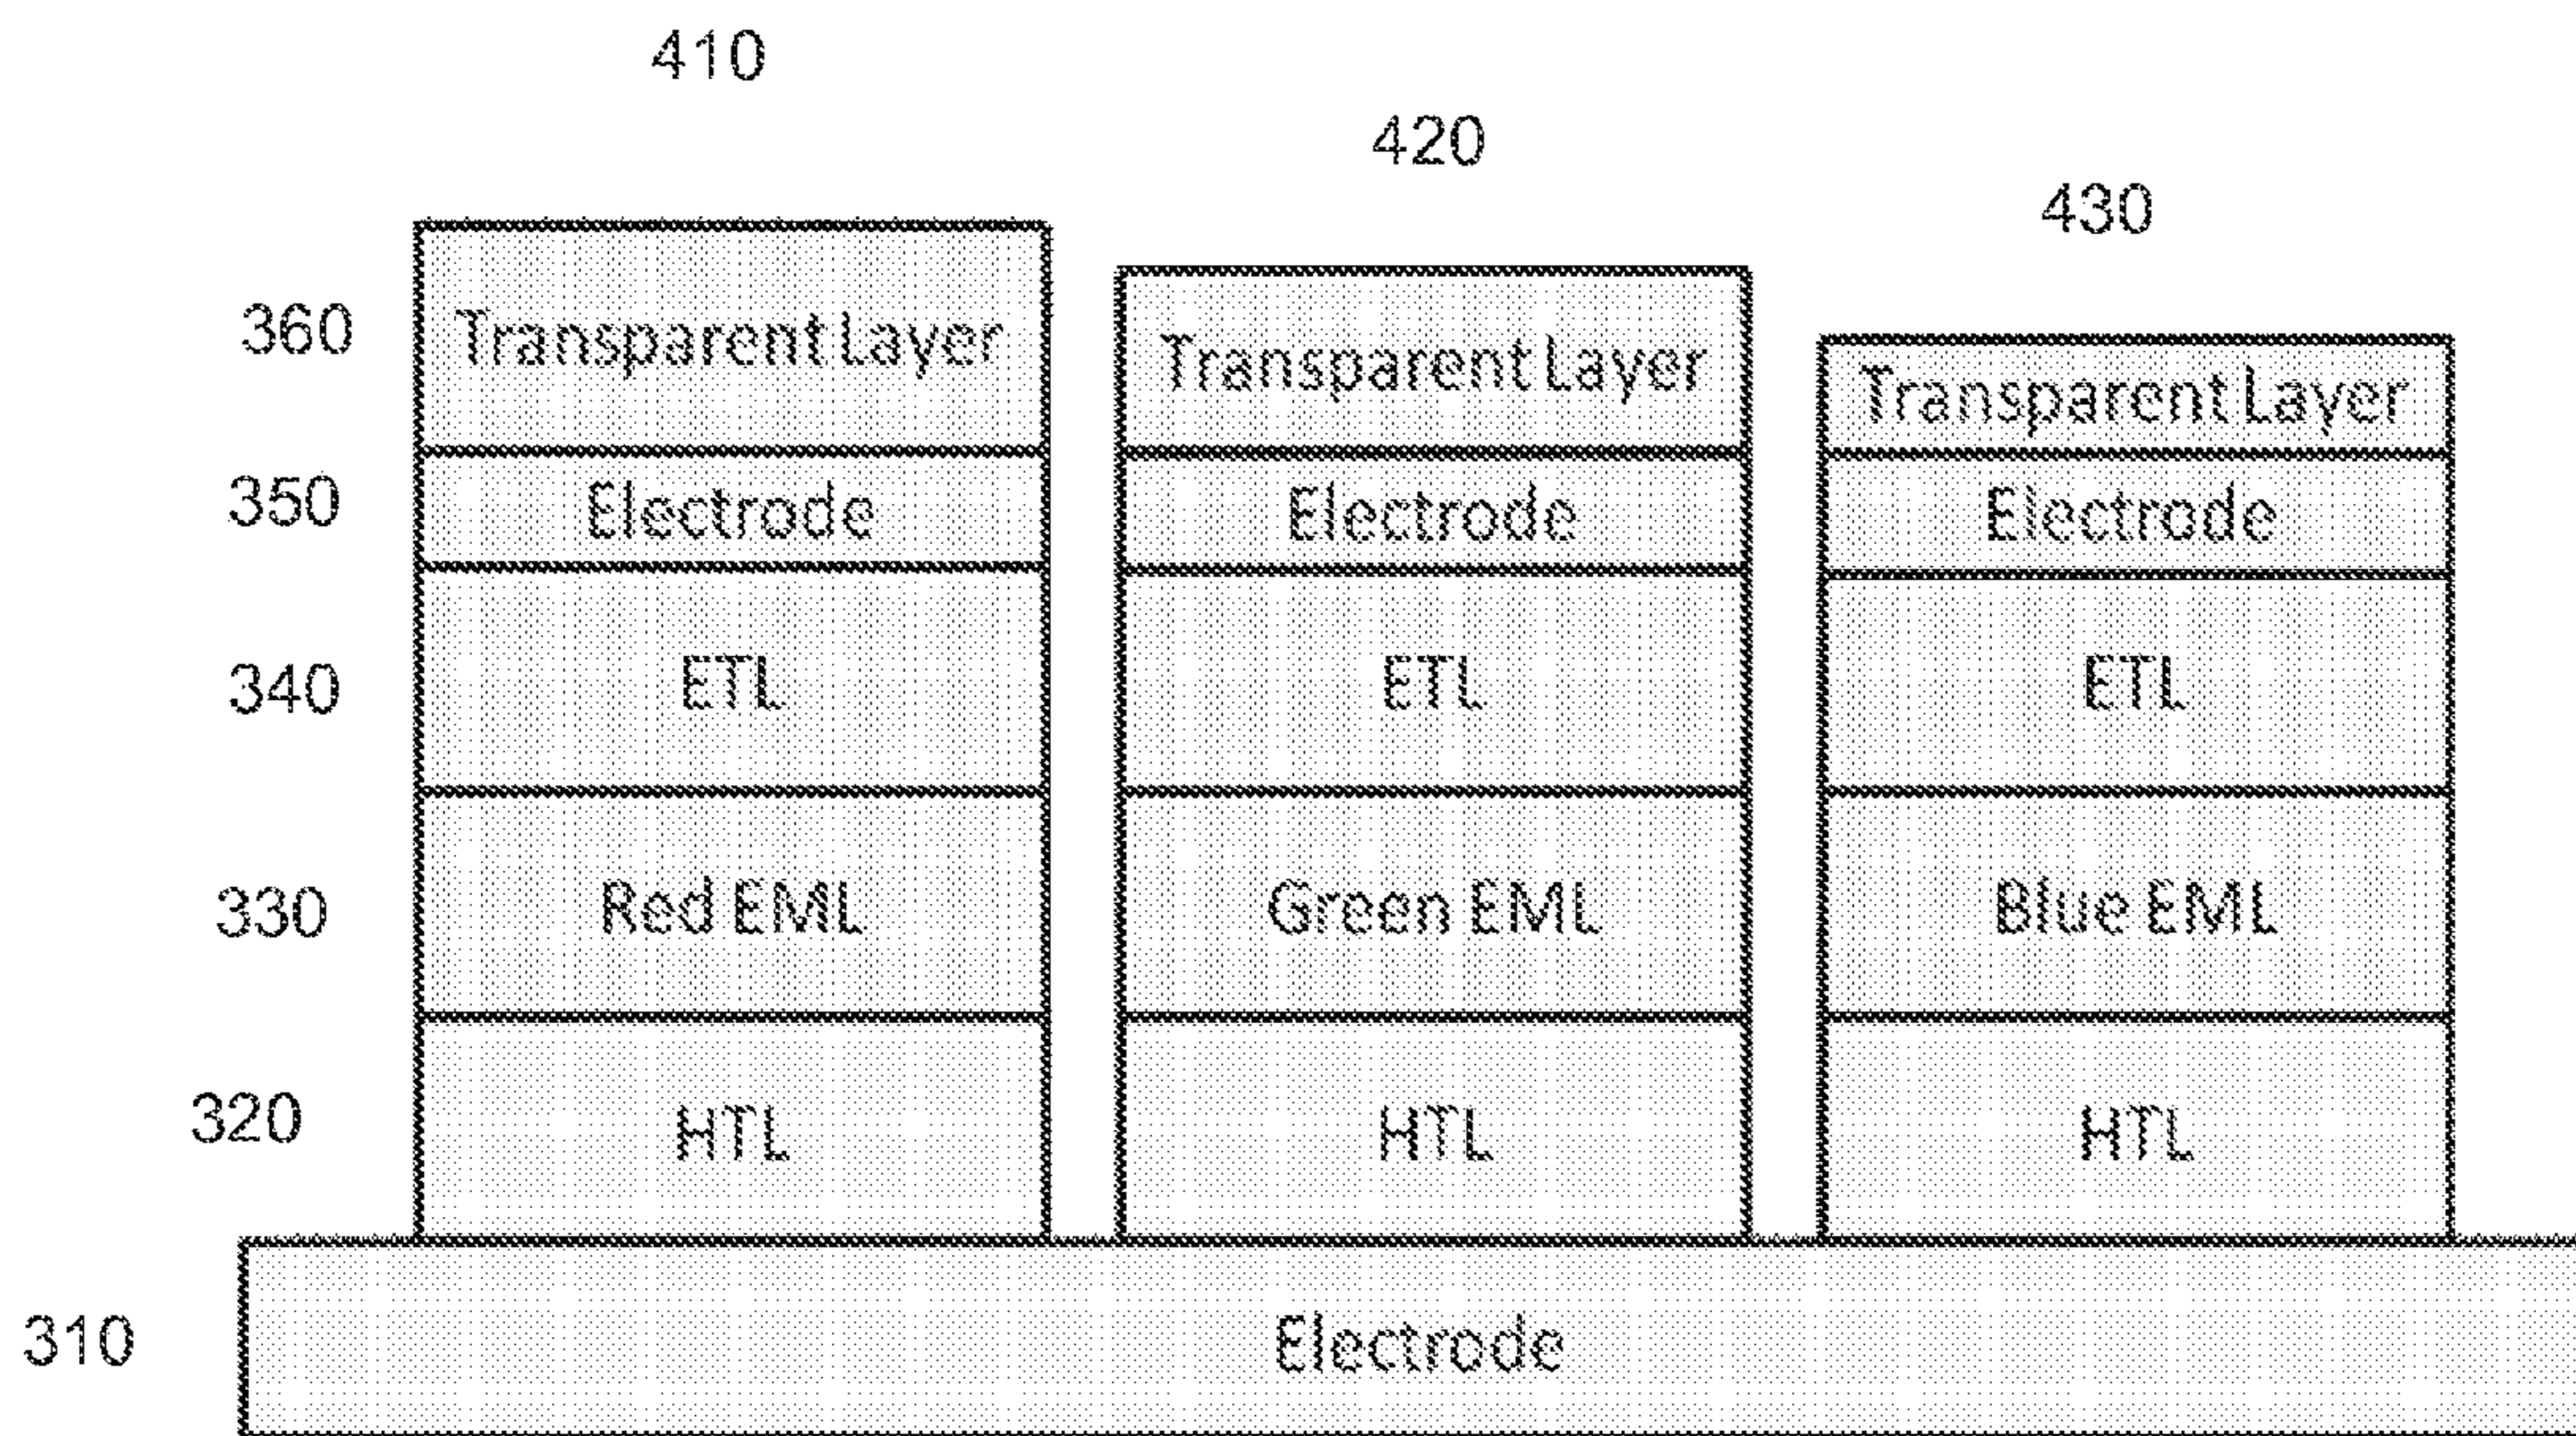 410
420
430
360 Transparent Layer Transparent Layer Transparent Layer
350 Electrode Electrode Electrode
340 ETL ETL ETL
330 Red EML Green EML Blue EML
320 HTL HTL HTL
310 Electrode